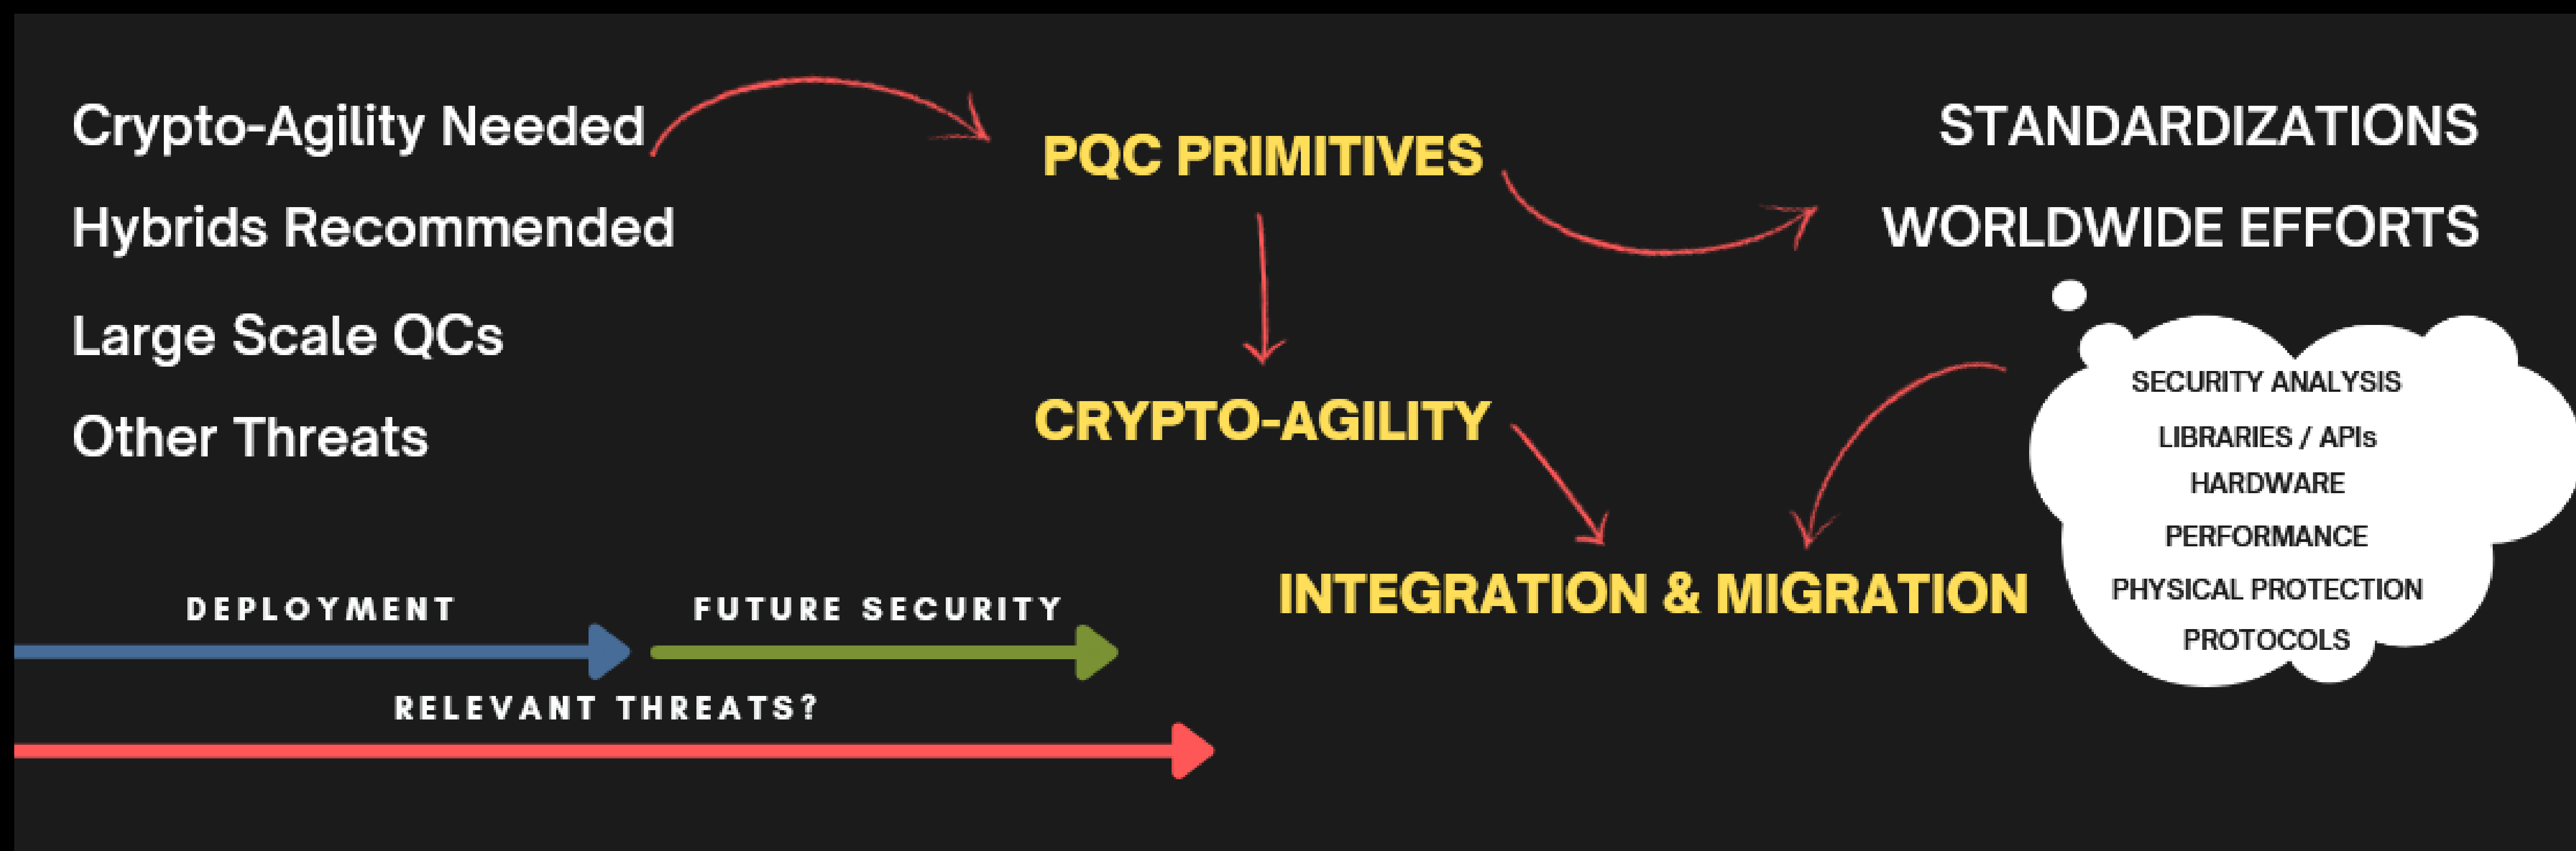 Crypto-Agility Needed
Hybrids Recommended
Large Scale QCs
Other Threats
DEPLOYMENT
FUTURE SECURITY
RELEVANT THREATS?
PQC PRIMITIVES
CRYPTO-AGILITY
INTEGRATION & MIGRATION
STANDARDIZATIONS
WORLDWIDE EFFORTS
SECURITY ANALYSIS
LIBRARIES / APIs
HARDWARE
PERFORMANCE
PHYSICAL PROTECTION
PROTOCOLS